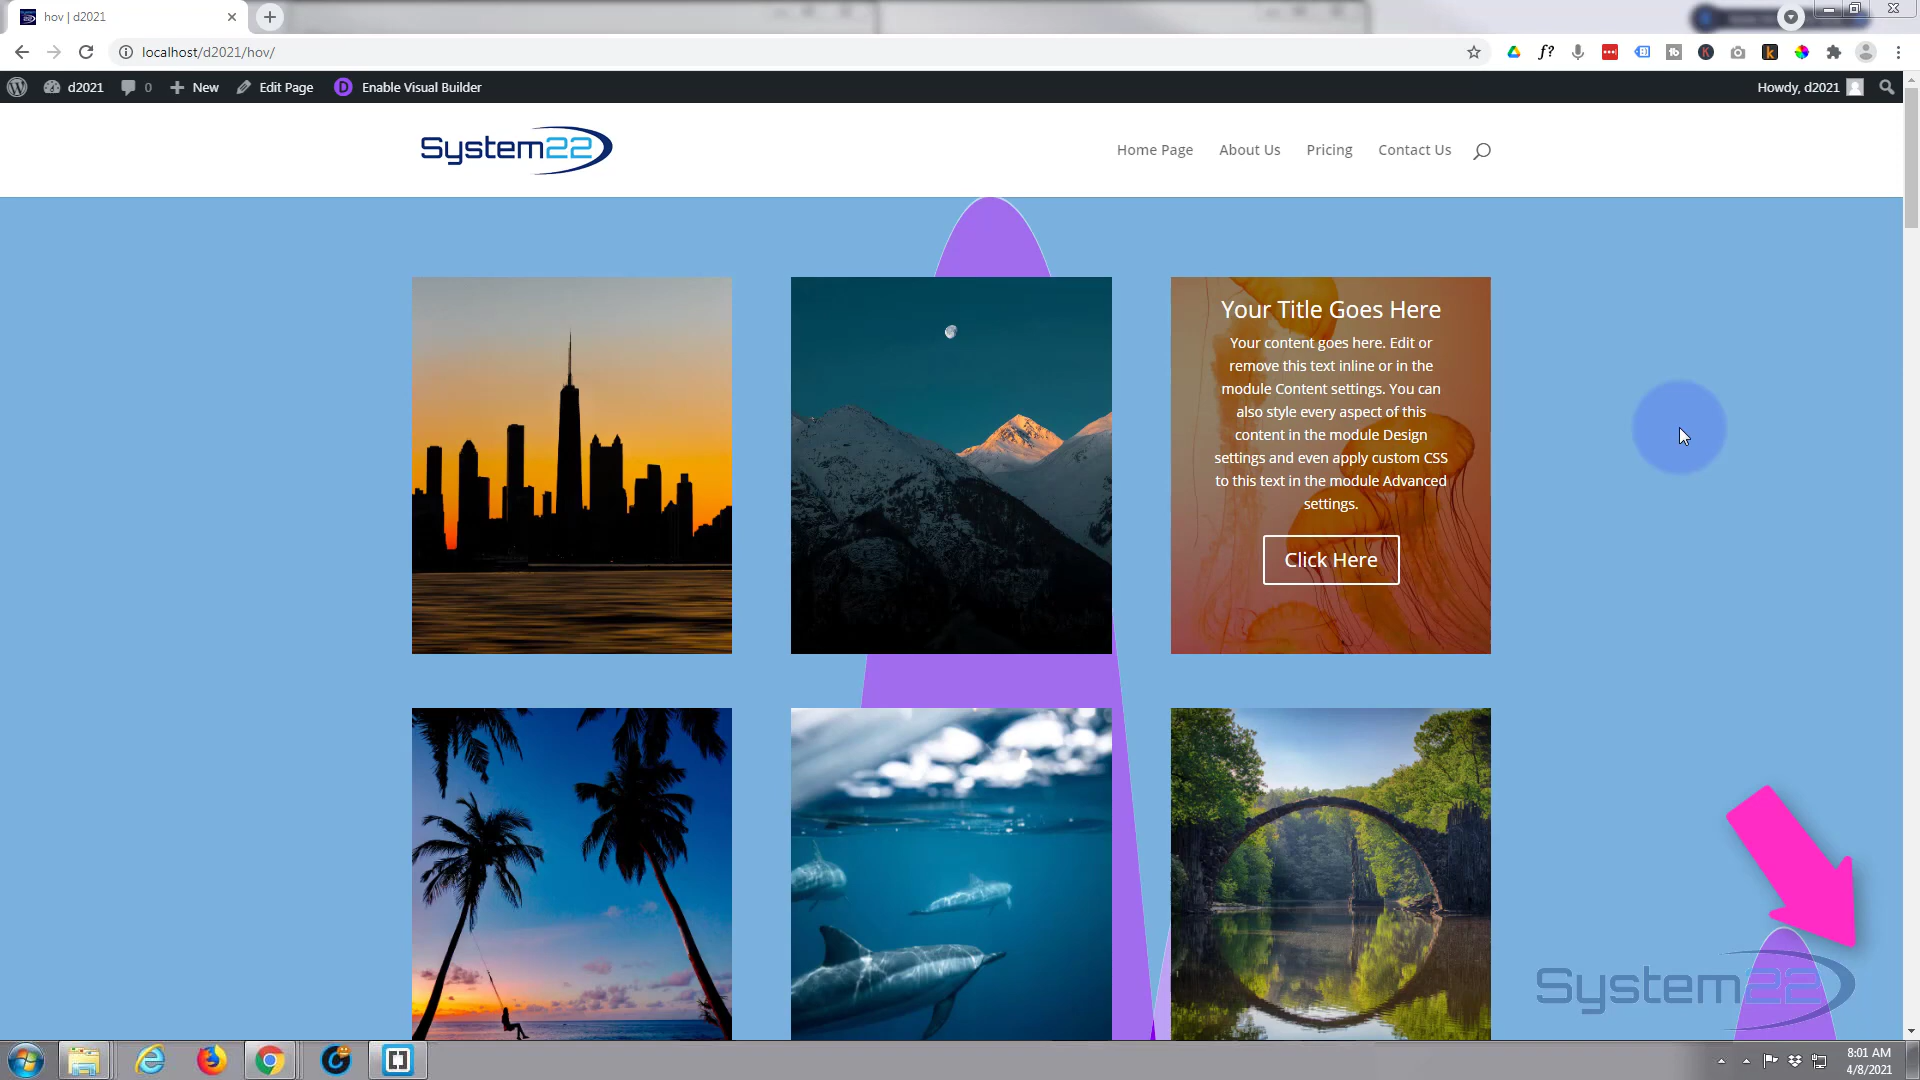 hov | d2021
localhost/d2021/hov/
f?
d2021
0
New
Edit Page
D
Enable Visual Builder
Howdy, d2021
System22
Home Page
About Us
Pricing
Contact Us
Your Title Goes Here
Your content goes here. Edit or
remove this text inline or in the
module Content settings. You can
also style every aspect of this
content in the module Design
settings and even apply custom CSS
to this text in the module Advanced
settings.
Click Here
System22
8:01 AM
4/8/2021